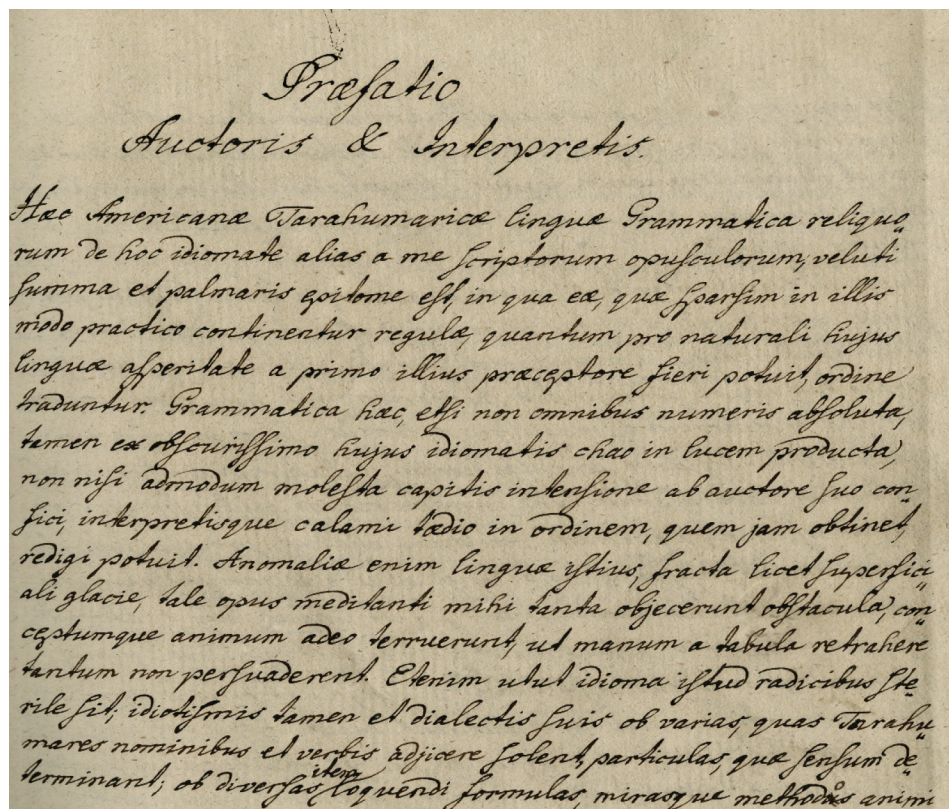 Præfatio
Auctoris & Interpretis.
Hæc Americanæ Tarahumaricæ linguæ Grammatica reliquo„
rum de hoc idiomate alias a me scriptorum opusculorum, veluti
summa et palmaris epitome est, in qua eæ, quæ sparsim in illis
modo practico continentur regulæ, quantum pro naturali hujus
linguæ asperitate a primo illius præceptore fieri potuit, ordine
traduntur. Grammatica hæc, etsi non omnibus numeris absoluta,
tamen ex obscurissimo hujus idiomatis chao in lucem producta,
non nisi admodum molesta capitis intensione ab auctore suo con„
fici, interpretisque calami tædio in ordinem, quem jam obtinet,
redigi potuit. Anomaliæ enim linguæ istius, fracta licet superfici„
ali glacie, tale opus meditanti mihi tanta objecerunt obstacula, con„
ceptumque animum adeo terruerunt, ut manum a tabula retrahere
tantum non persuaderent. Etenim utut idioma istud radicibus ste„
rile sit; idiotismis tamen et dialectis suis ob varias, quas Tarahu„
mares nominibus et verbis adjicere solent, particulas, quæ sensum de„
terminant; ob diversas item loquendi formulas, mirasque methodos animi